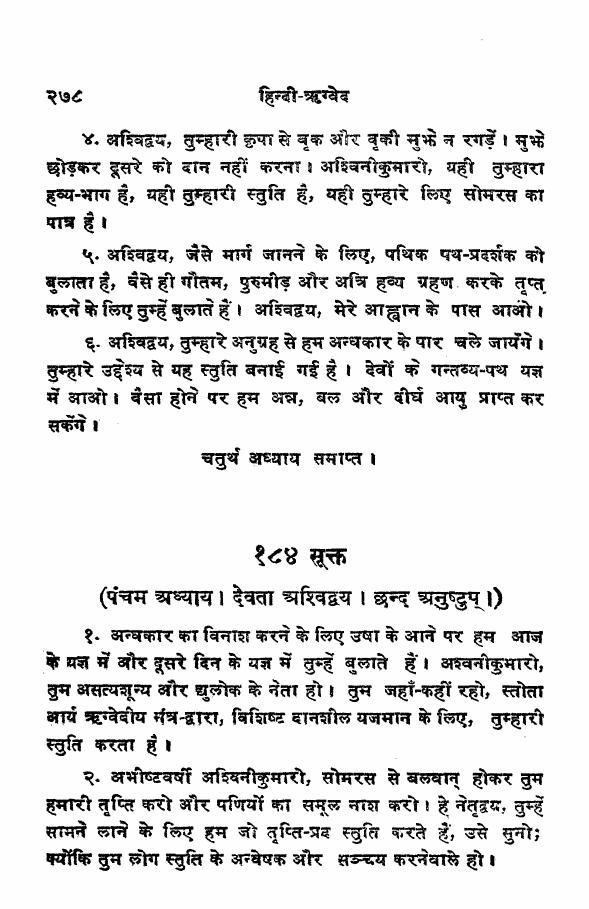 २७८ हिन्दी-ऋग्वेद
४. अश्विद्वय, तुम्हारी कृपा से वृक और वृकी मुझे न रगड़ें। मुझे
छोड़कर दूसरे को दान नहीं करना। अश्विनीकुमारो, यही तुम्हारा
हव्य-भाग है, यही तुम्हारी स्तुति है, यही तुम्हारे लिए सोमरस का
पात्र है।
५. अश्विद्वय, जैसे मार्ग जानने के लिए, पथिक पथ-प्रदर्शक को
बुलाता है, वैसे ही गौतम, पुरुमीड़ और अत्रि हव्य ग्रहण करके तृप्त
करने के लिए तुम्हें बुलाते हैं। अश्विद्वय, मेरे आह्वान के पास आओ।
६. अश्विद्वय, तुम्हारे अनुग्रह से हम अन्धकार के पार चले जायँगे।
तुम्हारे उद्देश्य से यह स्तुति बनाई गई है। देवों के गन्तव्य-पथ यज्ञ
में आओ। वैसा होने पर हम अन्न, बल और दीर्घ आयु प्राप्त कर
सकेंगे।
चतुर्थ अध्याय समाप्त।
१८४ सूक्त
(पंचम अध्याय। देवता अश्विद्वय। छन्द अनुष्टुप्।)
१. अन्धकार का विनाश करने के लिए उषा के आने पर हम आज
के यज्ञ में और दूसरे दिन के यज्ञ में तुम्हें बुलाते हैं। अश्वनीकुमारो,
तुम असत्यशून्य और द्युलोक के नेता हो। तुम जहाँ-कहीं रहो, स्तोता
आर्य ऋग्वेदीय मंत्र-द्वारा, विशिष्ट दानशील यजमान के लिए, तुम्हारी
स्तुति करता है।
२. अभीष्टवर्षी अश्विनीकुमारो, सोमरस से बलवान् होकर तुम
हमारी तृप्ति करो और पणियों का समूल नाश करो। हे नेतृद्वय, तुम्हें
सामने लाने के लिए हम जो तृप्ति-प्रद स्तुति करते हैं, उसे सुनो;
क्योंकि तुम लोग स्तुति के अन्वेषक और सञ्चय करनेवाले हो।